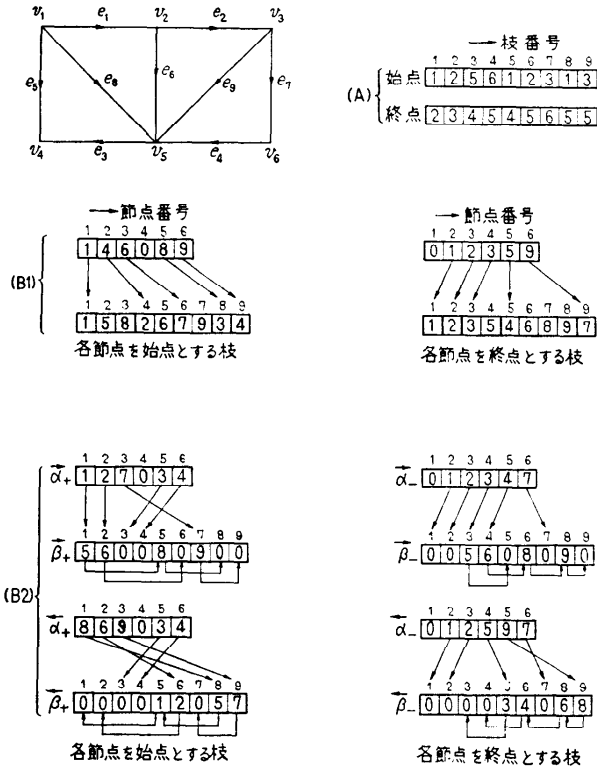 v₁ e₁ v₂ e₂ v₃
e₅ e₈ e₆ e₉ e₇
v₄ e₃ v₅ e₄ v₆
→枝番号
1 2 3 4 5 6 7 8 9
(A) 始点 1 2 5 6 1 2 3 1 3
終点 2 3 4 5 4 5 6 5 5
→節点番号
1 2 3 4 5 6
(B1) 1 4 6 0 8 9
1 2 3 4 5 6 7 8 9
1 5 8 2 6 7 9 3 4
各節点を始点とする枝
→節点番号
1 2 3 4 5 6
0 1 2 3 5 9
1 2 3 4 5 6 7 8 9
1 2 3 5 4 6 8 9 7
各節点を終点とする枝
(B2)
1 2 3 4 5 6
α₊ 1 2 7 0 3 4
1 2 3 4 5 6 7 8 9
β₊ 5 6 0 0 8 0 9 0 0
1 2 3 4 5 6
α₊ 8 6 9 0 3 4
1 2 3 4 5 6 7 8 9
β₊ 0 0 0 0 1 2 0 5 7
各節点を始点とする枝
1 2 3 4 5 6
α₋ 0 1 2 3 4 7
1 2 3 4 5 6 7 8 9
β₋ 0 0 5 6 0 8 0 9 0
1 2 3 4 5 6
α₋ 0 1 2 5 9 7
1 2 3 4 5 6 7 8 9
β₋ 0 0 0 0 3 4 0 6 8
各節点を終点とする枝